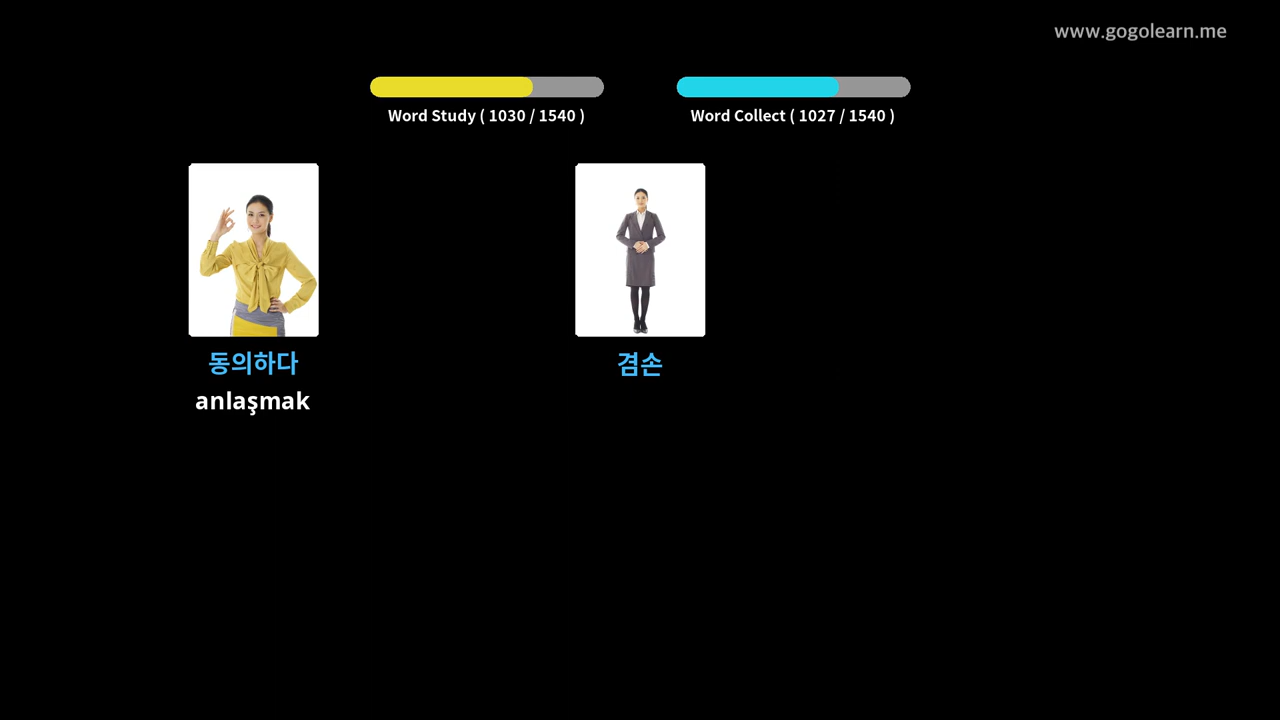 www.gogolearn.me
Word Study ( 1030 / 1540 )
Word Collect ( 1027 / 1540 )
동의하다
anlaşmak
겸손